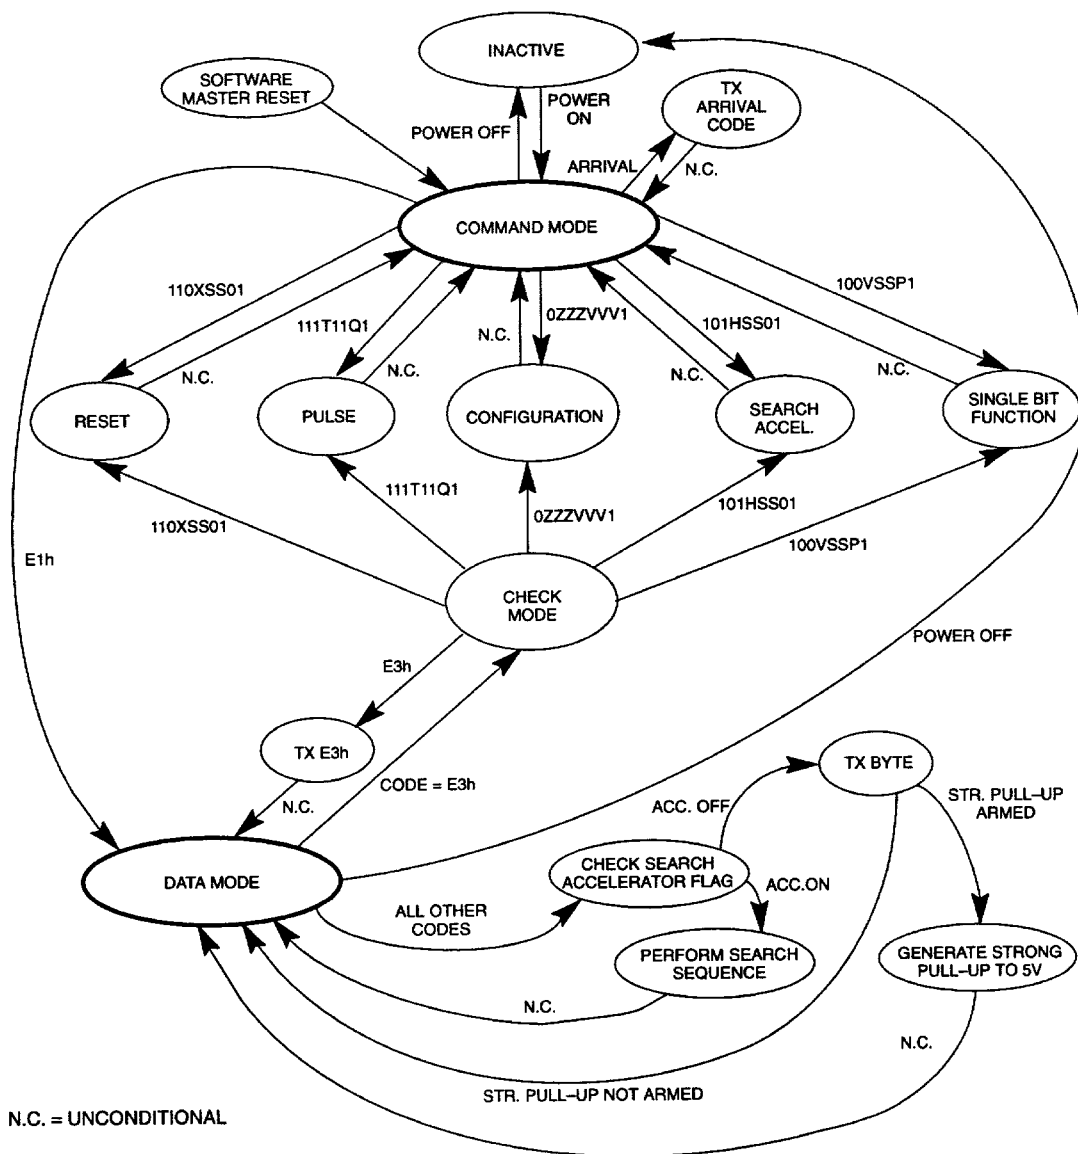 INACTIVE
SOFTWARE
MASTER RESET
TX
ARRIVAL
CODE
POWER
ON
POWER OFF
ARRIVAL
N.C.
COMMAND MODE
110XSS01
111T11Q1
N.C.
0ZZZVVV1
101HSS01
100VSSP1
N.C.
N.C.
N.C.
N.C.
RESET
PULSE
CONFIGURATION
SEARCH
ACCEL.
SINGLE BIT
FUNCTION
110XSS01
111T11Q1
0ZZZVVV1
101HSS01
100VSSP1
E1h
CHECK
MODE
POWER OFF
E3h
TX E3h
CODE = E3h
N.C.
TX BYTE
ACC. OFF
STR. PULL–UP
ARMED
DATA MODE
CHECK SEARCH
ACCELERATOR FLAG
ACC.ON
ALL OTHER
CODES
PERFORM SEARCH
SEQUENCE
GENERATE STRONG
PULL–UP TO 5V
N.C.
N.C.
STR. PULL–UP NOT ARMED
N.C. = UNCONDITIONAL